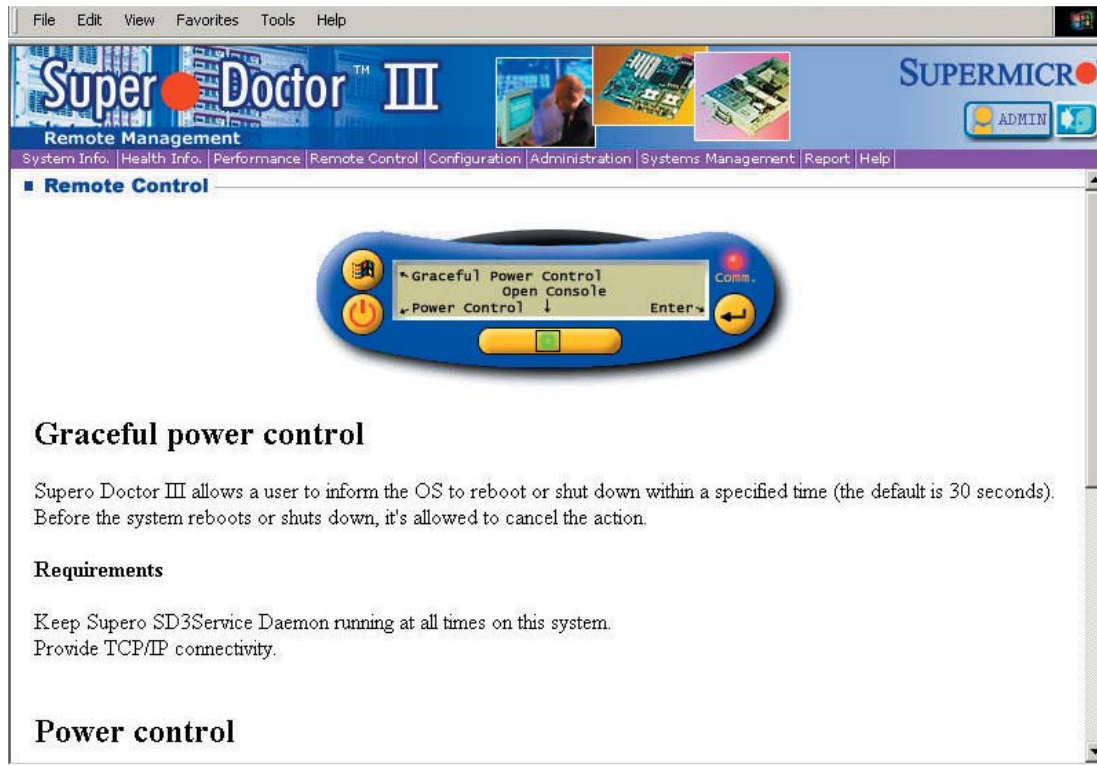 File Edit View Favorites Tools Help
Super Doctor™ III
SUPERMICR
ADMIN
Remote Management
System Info. Health Info. Performance Remote Control Configuration Administration Systems Management Report Help
Remote Control
Graceful Power Control
Open Console
Power Control Enter
Comm.
Graceful power control
Supero Doctor III allows a user to inform the OS to reboot or shut down within a specified time (the default is 30 seconds).
Before the system reboots or shuts down, it's allowed to cancel the action.
Requirements
Keep Supero SD3Service Daemon running at all times on this system.
Provide TCP/IP connectivity.
Power control